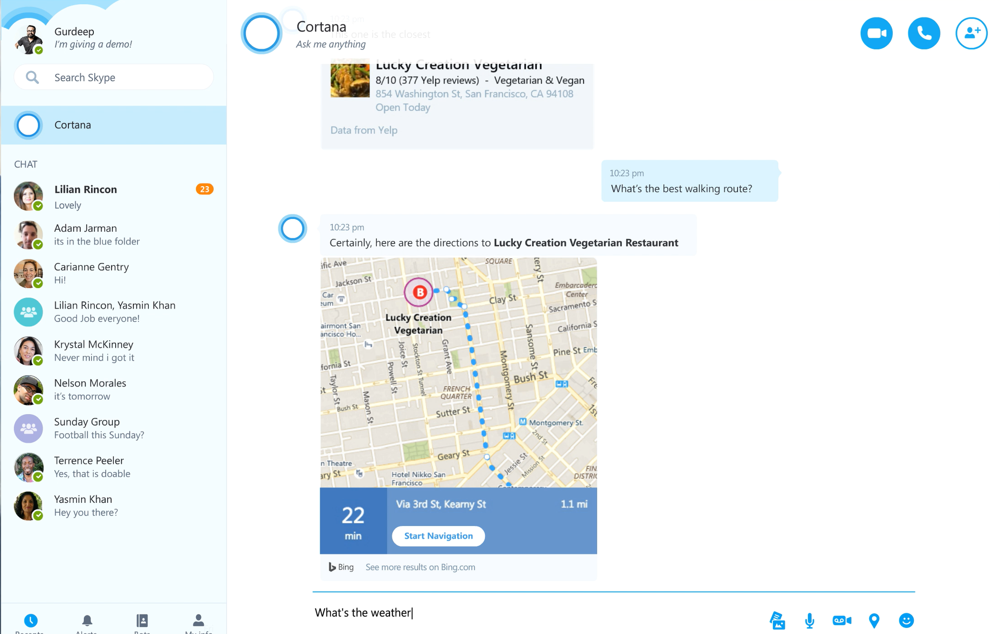 Gurdeep
I'm giving a demo!
Search Skype
Cortana
CHAT
Lilian Rincon
23
Lovely
Adam Jarman
its in the blue folder
Carianne Gentry
Hi!
Lilian Rincon, Yasmin Khan
Good Job everyone!
Krystal McKinney
Never mind i got it
Nelson Morales
it's tomorrow
Sunday Group
Football this Sunday?
Terrence Peeler
Yes, that is doable
Yasmin Khan
Hey you there?
Recents
Alerts
Bots
My info
10:23 pm
Cortana
This one is the closest
Ask me anything
Lucky Creation Vegetarian
8/10 (377 Yelp reviews) - Vegetarian & Vegan
854 Washington St, San Francisco, CA 94108
Open Today
Data from Yelp
10:23 pm
What's the best walking route?
10:23 pm
Certainly, here are the directions to Lucky Creation Vegetarian Restaurant
ific Ave
SQUARE
tery St
Jackson St
Embarcadero
Center
Car
eum
B
Clay St
Sacramento S
Lucky Creation
Vegetarian
airmont San
ancisco Ho...
California S
Sansome St
Joice St
Stockton St Tunnel
Grant Ave
Montgomery St
Pine St
Emb
fornia St
Powell St
Taylor St
Bush St
FRENCH
QUARTER
st
Mason St
Bush St
Sutter St
1st
M Montgomery St.
2nd St
Geary St
Jessie St
Mission St
n Theatre
ary St
Hotel Nikko San
Francisco
FIN
DISTRIC
Contemporary
22
min
Via 3rd St, Kearny St
1.1 mi
Start Navigation
Bing
See more results on Bing.com
What's the weather